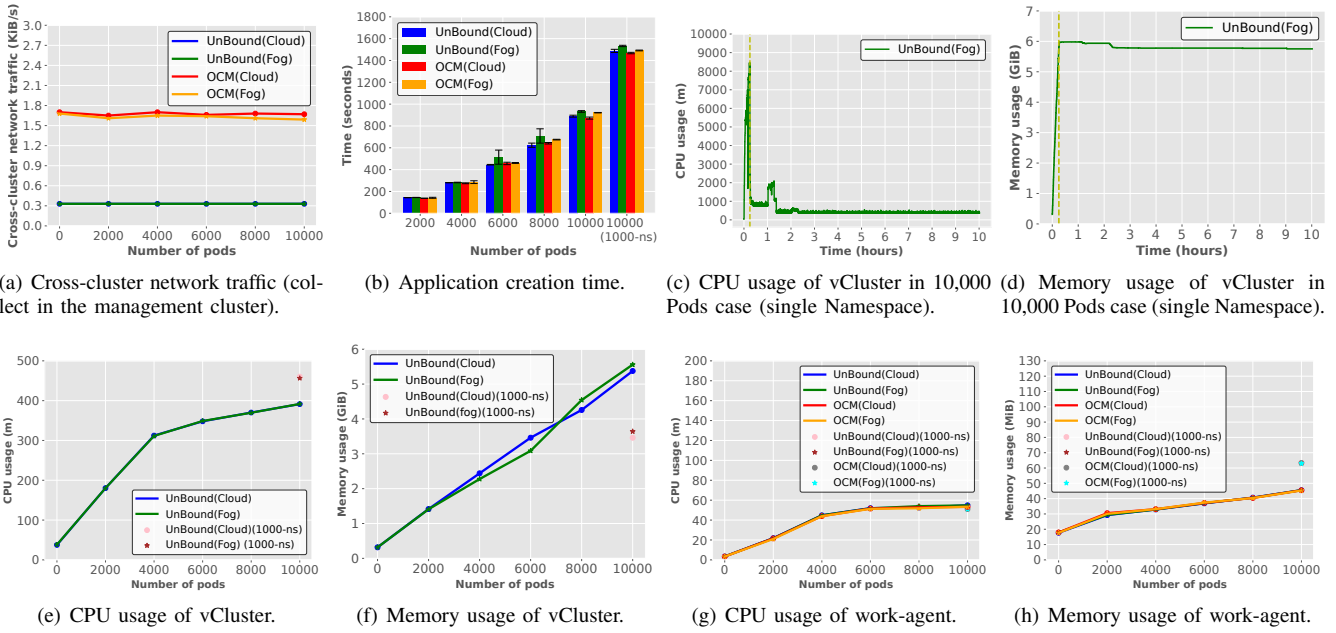 Cross-cluster network traffic (KiB/s)
3.0
2.7
2.4
2.1
1.8
1.5
1.2
0.9
0.6
0.3
0.0
UnBound(Cloud)
UnBound(Fog)
OCM(Cloud)
OCM(Fog)
0 2000 4000 6000 8000 10000
Number of pods
(a) Cross-cluster network traffic (col-
lect in the management cluster).
Time (seconds)
1800
1600
1400
1200
1000
800
600
400
200
0
UnBound(Cloud)
UnBound(Fog)
OCM(Cloud)
OCM(Fog)
2000 4000 6000 8000 10000 10000
(1000-ns)
Number of pods
(b) Application creation time.
CPU usage (m)
10000
9000
8000
7000
6000
5000
4000
3000
2000
1000
0
UnBound(Fog)
0 1 2 3 4 5 6 7 8 9 10
Time (hours)
(c) CPU usage of vCluster in 10,000
Pods case (single Namespace).
Memory usage (GiB)
7
6
5
4
3
2
1
0
UnBound(Fog)
0 1 2 3 4 5 6 7 8 9 10
Time (hours)
(d) Memory usage of vCluster in
10,000 Pods case (single Namespace).
CPU usage (m)
500
400
300
200
100
0
UnBound(Cloud)
UnBound(Fog)
UnBound(Cloud)(1000-ns)
UnBound(Fog) (1000-ns)
0 2000 4000 6000 8000 10000
Number of pods
(e) CPU usage of vCluster.
Memory usage (GiB)
6
5
4
3
2
1
0
UnBound(Cloud)
UnBound(Fog)
UnBound(Cloud)(1000-ns)
UnBound(fog)(1000-ns)
0 2000 4000 6000 8000 10000
Number of pods
(f) Memory usage of vCluster.
CPU usage (m)
200
180
160
140
120
100
80
60
40
20
0
UnBound(Cloud)
UnBound(Fog)
OCM(Cloud)
OCM(Fog)
UnBound(Cloud)(1000-ns)
UnBound(Fog)(1000-ns)
OCM(Cloud)(1000-ns)
OCM(Fog)(1000-ns)
0 2000 4000 6000 8000 10000
Number of pods
(g) CPU usage of work-agent.
Memory usage (MiB)
130
120
110
100
90
80
70
60
50
40
30
20
10
0
UnBound(Cloud)
UnBound(Fog)
OCM(Cloud)
OCM(Fog)
UnBound(Cloud)(1000-ns)
UnBound(Fog)(1000-ns)
OCM(Cloud)(1000-ns)
OCM(Fog)(1000-ns)
0 2000 4000 6000 8000 10000
Number of pods
(h) Memory usage of work-agent.